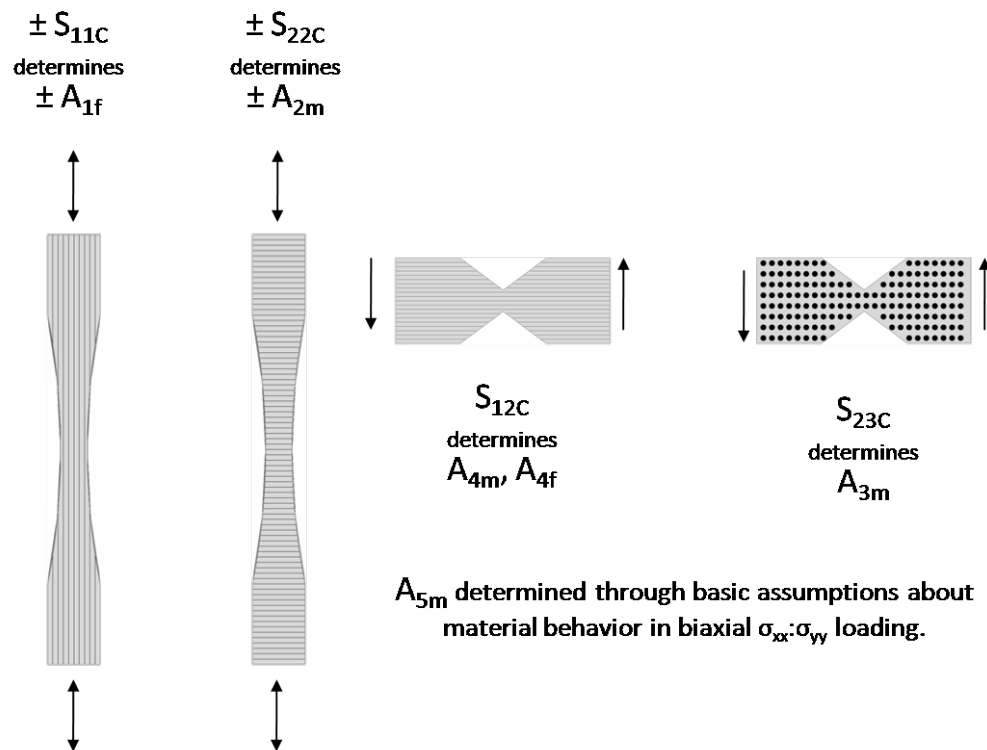 ± S11C
determines
± A1f
± S22C
determines
± A2m
S12C
determines
A4m, A4f
S23C
determines
A3m
A5m determined through basic assumptions about
material behavior in biaxial σxx:σyy loading.